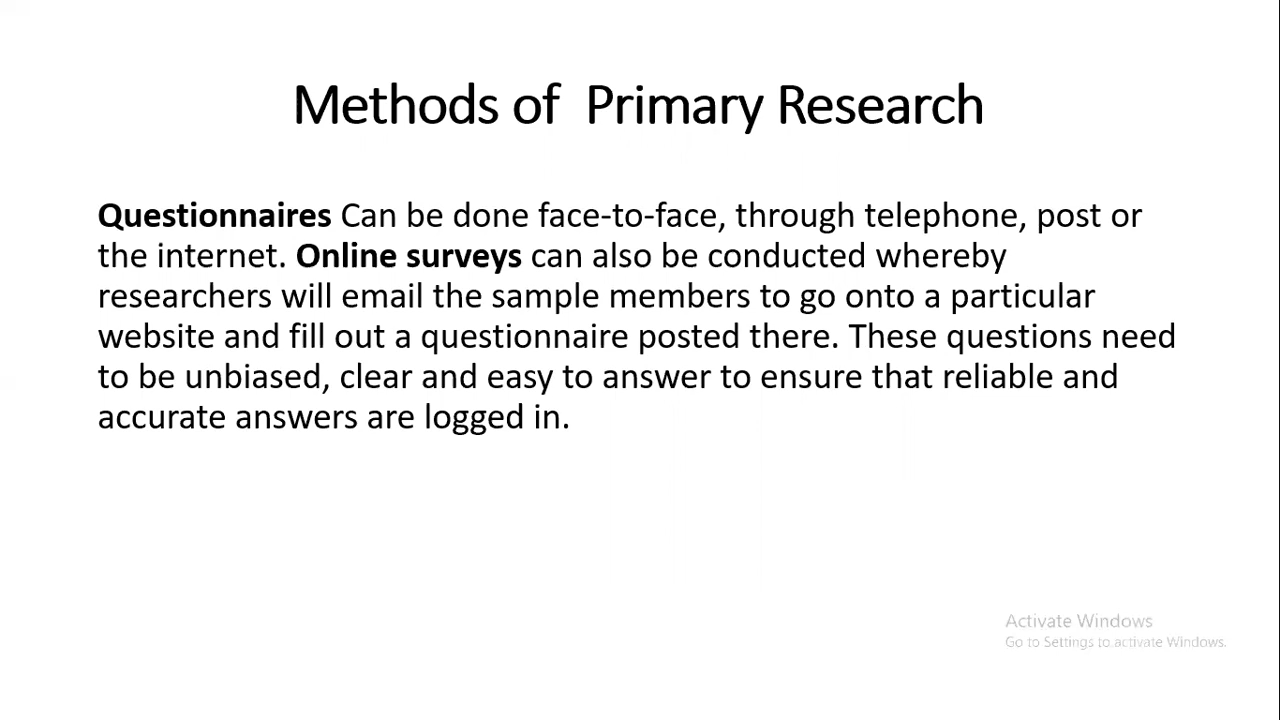 Methods of  Primary Research
Questionnaires Can be done face-to-face, through telephone, post or
the internet. Online surveys can also be conducted whereby
researchers will email the sample members to go onto a particular
website and fill out a questionnaire posted there. These questions need
to be unbiased, clear and easy to answer to ensure that reliable and
accurate answers are logged in.
Activate Windows
Go to Settings to activate Windows.